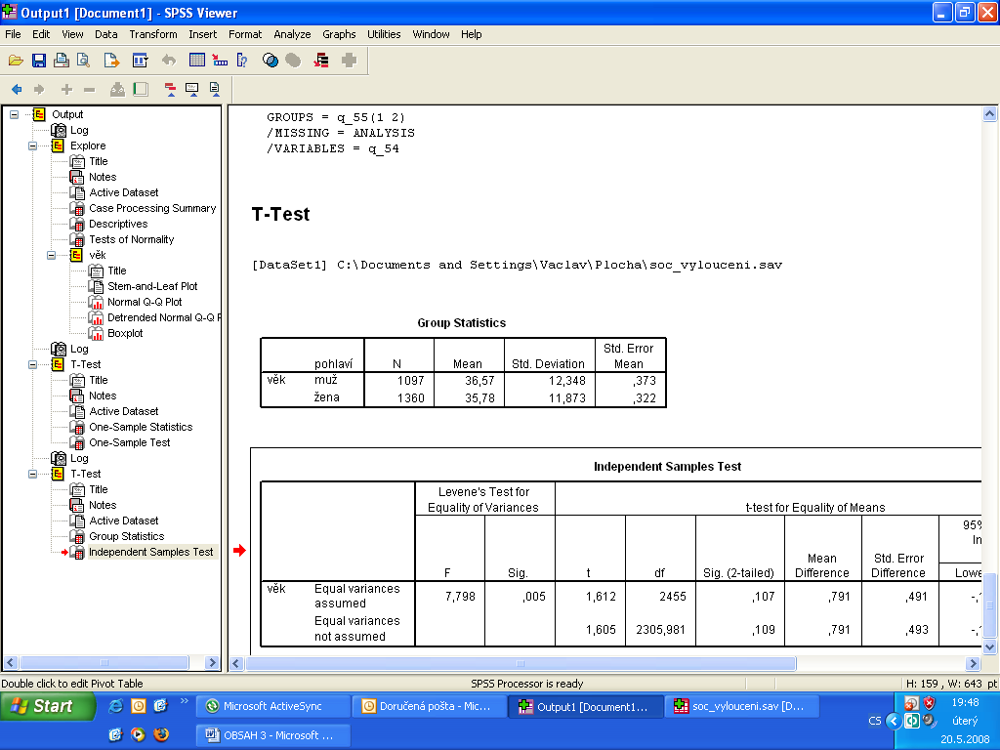 Output1 [Document1] - SPSS Viewer
File Edit View Data Transform Insert Format Analyze Graphs Utilities Window Help
Output
Log
Explore
Title
Notes
Active Dataset
Case Processing Summary
Descriptives
Tests of Normality
věk
Title
Stem-and-Leaf Plot
Normal Q-Q Plot
Detrended Normal Q-Q P
Boxplot
Log
T-Test
Title
Notes
Active Dataset
One-Sample Statistics
One-Sample Test
Log
T-Test
Title
Notes
Active Dataset
Group Statistics
Independent Samples Test
GROUPS = q_55(1 2)
/MISSING = ANALYSIS
/VARIABLES = q_54
T-Test
[DataSet1] C:\Documents and Settings\Vaclav\Plocha\soc_vylouceni.sav
Group Statistics
Std. Error
pohlaví N Mean Std. Deviation Mean
věk muž 1097 36,57 12,348 ,373
žena 1360 35,78 11,873 ,322
Independent Samples Test
Levene's Test for
Equality of Variances t-test for Equality of Means
95%
In
Mean Std. Error
F Sig. t df Sig. (2-tailed) Difference Difference Lowe
věk Equal variances
assumed 7,798 ,005 1,612 2455 ,107 ,791 ,491 -,1
Equal variances
not assumed 1,605 2305,981 ,109 ,791 ,493 -,1
Double click to edit Pivot Table SPSS Processor is ready H: 159 , W: 643 pt
Start Microsoft ActiveSync Doručená pošta - Mic... Output1 [Document1... soc_vylouceni.sav [D... 19:48
CS úterý
OBSAH 3 - Microsoft ... 20.5.2008